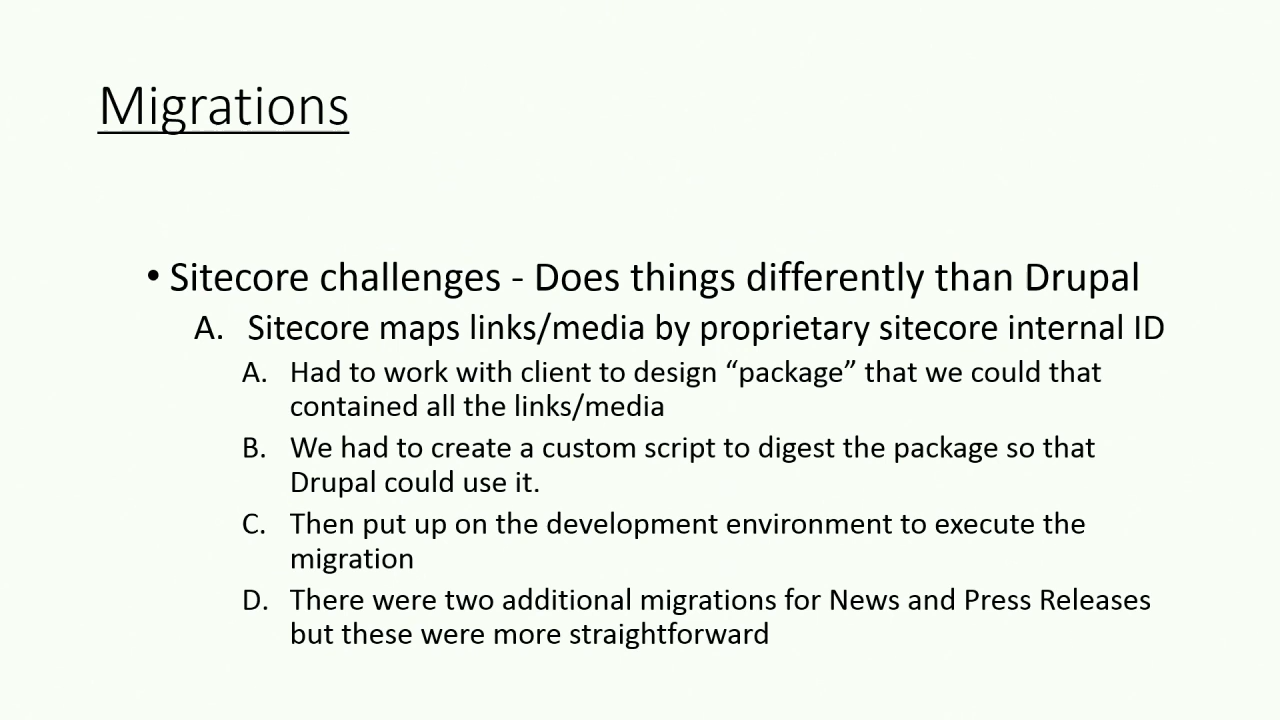 Migrations
• Sitecore challenges - Does things differently than Drupal
A. Sitecore maps links/media by proprietary sitecore internal ID
A. Had to work with client to design “package” that we could that
contained all the links/media
B. We had to create a custom script to digest the package so that
Drupal could use it.
C. Then put up on the development environment to execute the
migration
D. There were two additional migrations for News and Press Releases
but these were more straightforward